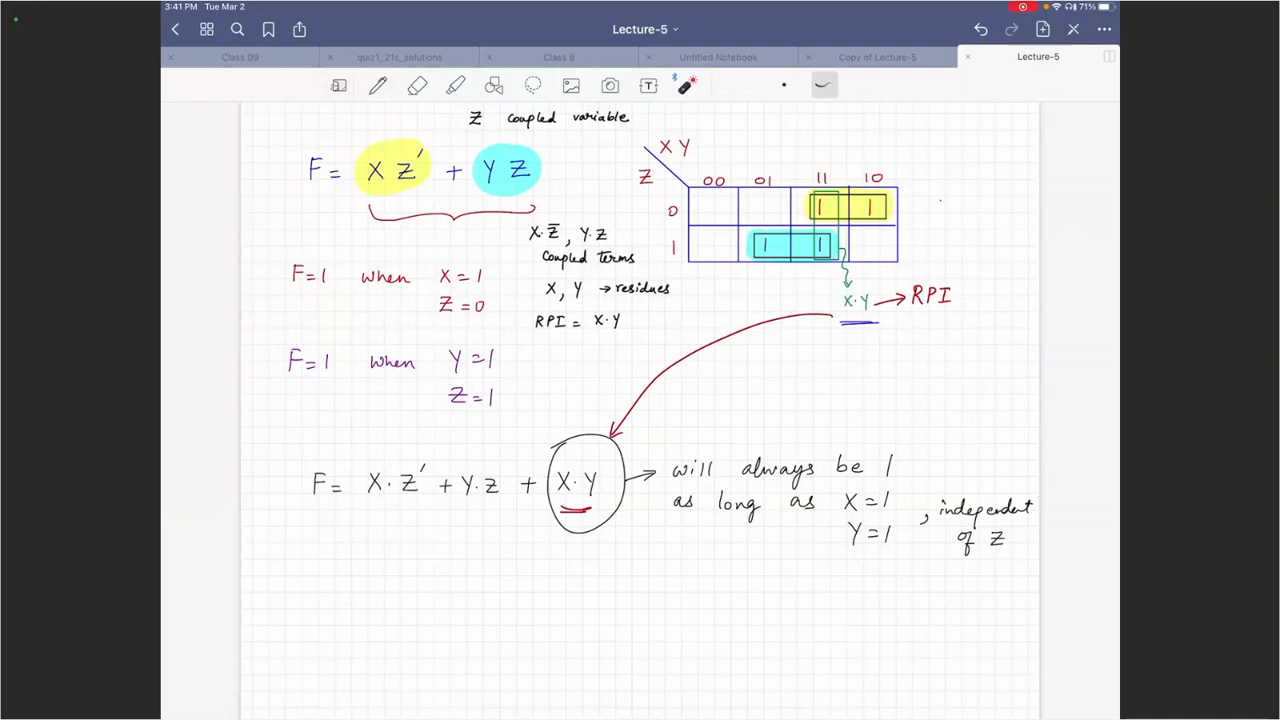 3:41 PM Tue Mar 2
71%
Lecture-5
Class 09
quiz1_21s_solutions
Class 8
Untitled Notebook
Copy of Lecture-5
Lecture-5
T
Z coupled variable
F = X Z' + Y Z
X Y
Z
00 01 11 10
0 1 1
1 1 1
X·Z̅, Y·Z
Coupled Terms
X, Y → residues
RPI = X·Y
X·Y → RPI
F=1 when X=1
Z=0
F=1 when Y=1
Z=1
F= X·Z' + Y·Z + X·Y → will always be 1
as long as X=1
Y=1 , independent
of Z